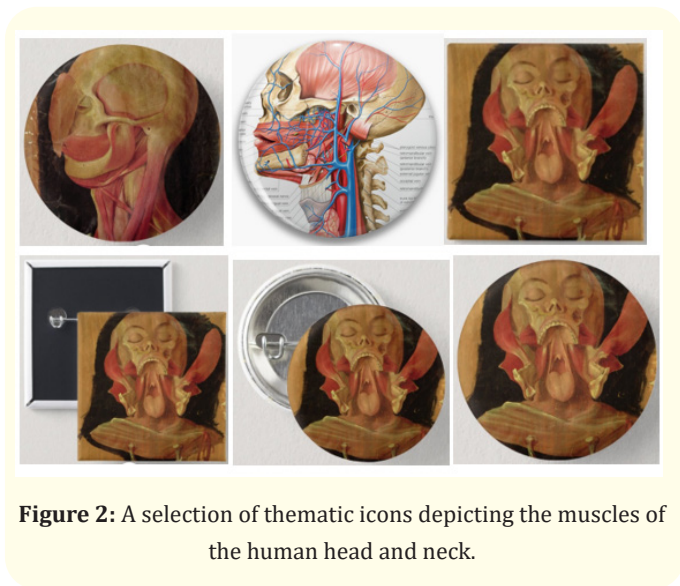 Figure 2: A selection of thematic icons depicting the muscles of
the human head and neck.